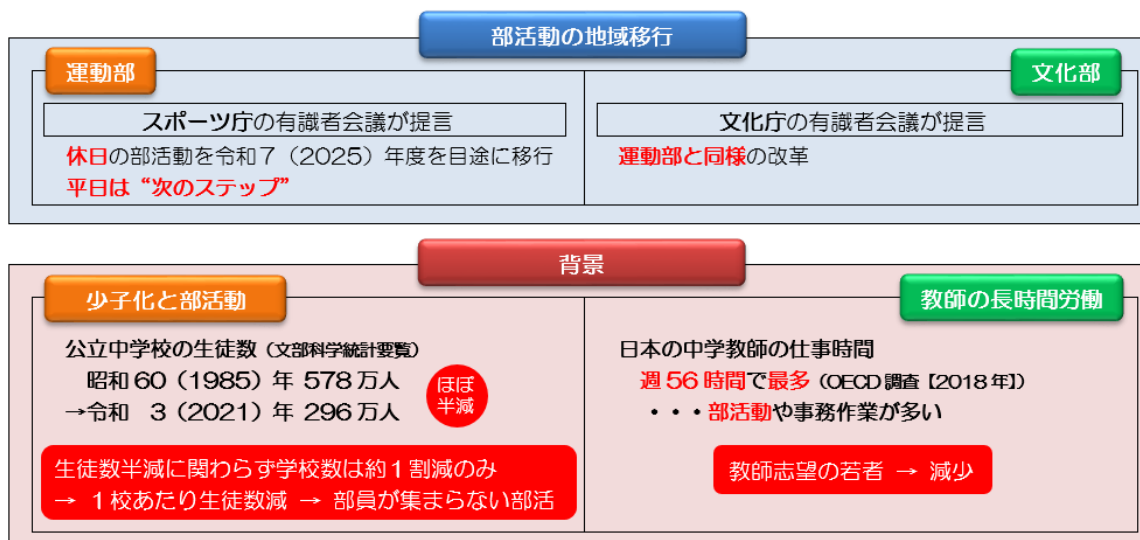 部活動の地域移行
運動部
スポーツ庁の有識者会議が提言
休日の部活動を令和7（2025）年度を目途に移行
平日は“次のステップ”
文化部
文化庁の有識者会議が提言
運動部と同様の改革
背景
少子化と部活動
公立中学校の生徒数（文部科学統計要覧）
昭和60（1985）年 578万人
→令和 3（2021）年 296万人
ほぼ
半減
生徒数半減に関わらず学校数は約1割減のみ
→ 1校あたり生徒数減 → 部員が集まらない部活
教師の長時間労働
日本の中学教師の仕事時間
週56時間で最多（OECD調査【2018年】）
・・・部活動や事務作業が多い
教師志望の若者 → 減少